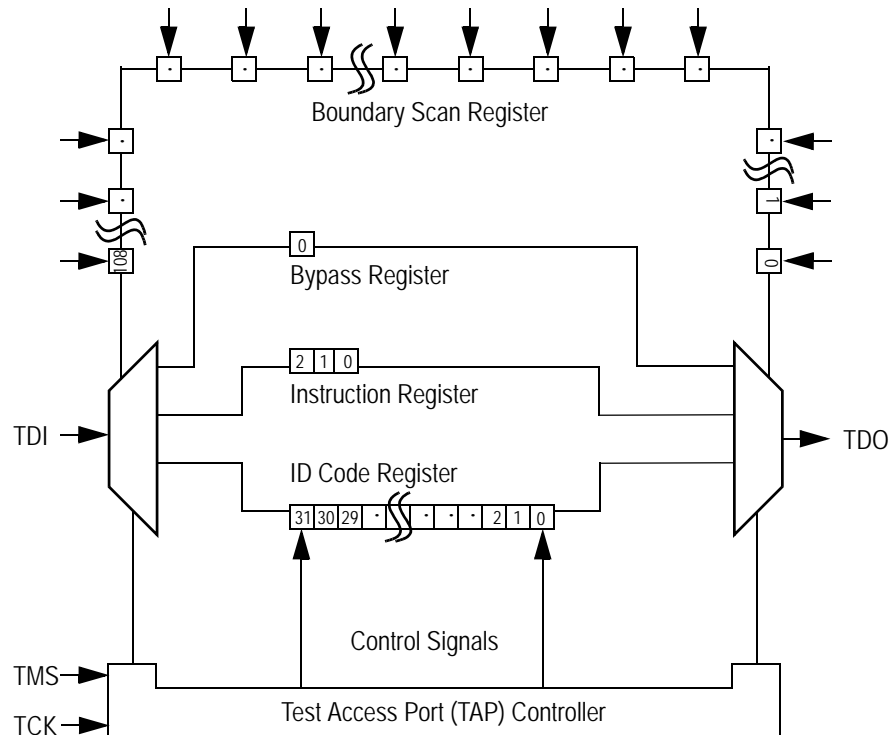 Boundary Scan Register
1
108
0
0
Bypass Register
2 1 0
Instruction Register
TDI
TDO
ID Code Register
31 30 29 · · · · · 2 1 0
Control Signals
TMS
Test Access Port (TAP) Controller
TCK